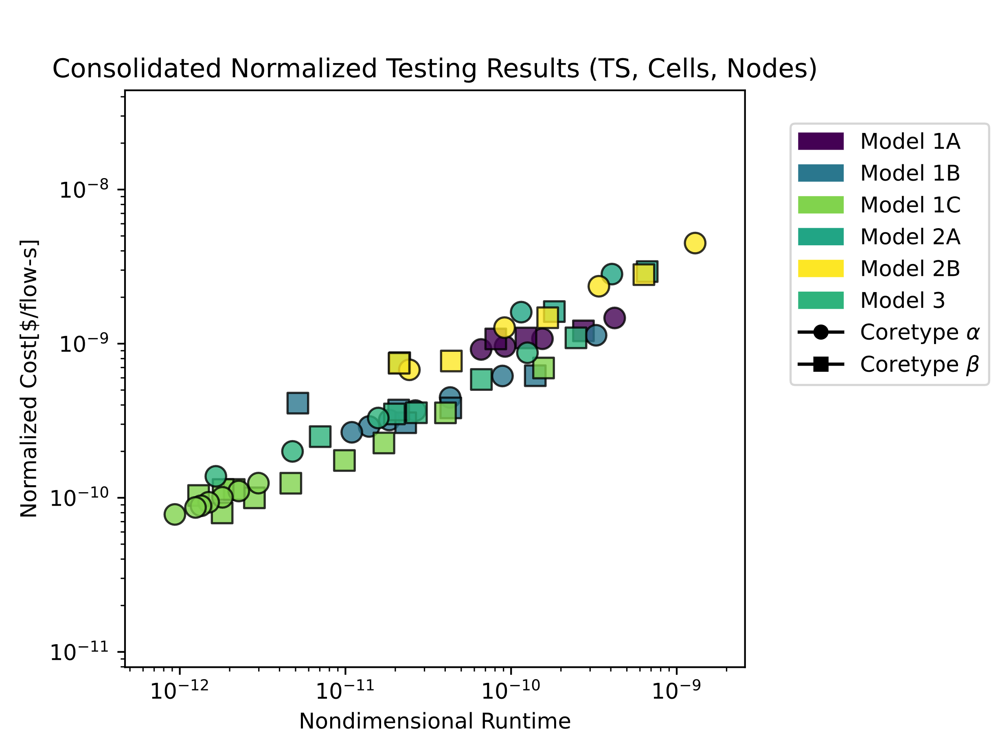 Consolidated Normalized Testing Results (TS, Cells, Nodes)
Normalized Cost[$/flow-s]
10⁻⁸
10⁻⁹
10⁻¹⁰
10⁻¹¹
10⁻¹² 10⁻¹¹ 10⁻¹⁰ 10⁻⁹
Nondimensional Runtime
Model 1A
Model 1B
Model 1C
Model 2A
Model 2B
Model 3
Coretype α
Coretype β